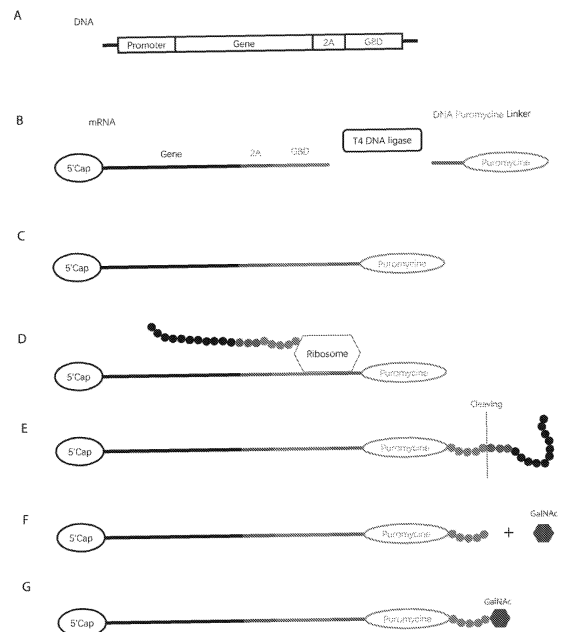 A
DNA
Promoter Gene 2A GBD
B
mRNA
DNA Puromycine Linker
T4 DNA ligase
Gene 2A GBD
5'Cap Puromycine
C
5'Cap Puromycine
D
Ribosome
5'Cap Puromycine
Cleaving
E
5'Cap Puromycine
GalNAc
F
5'Cap Puromycine +
G
GalNAc
5'Cap Puromycine